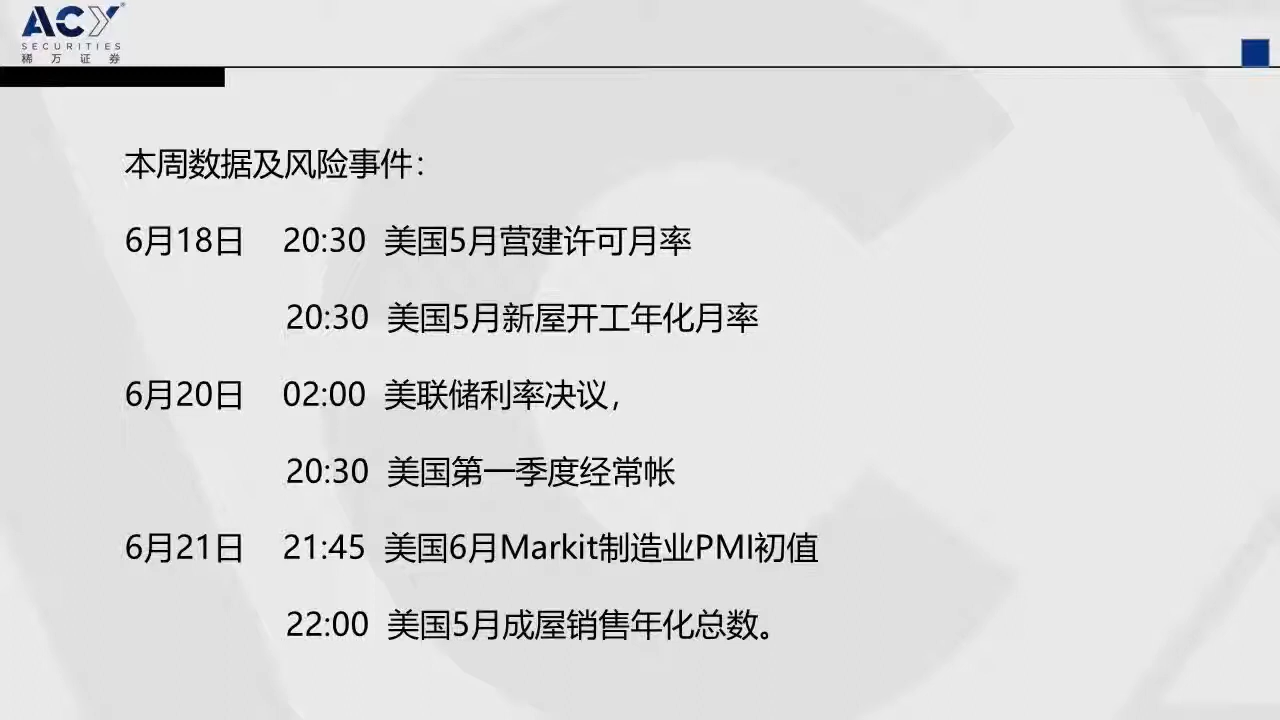 ACY
SECURITIES
稀万证券
本周数据及风险事件：
6月18日 20:30 美国5月营建许可月率
20:30 美国5月新屋开工年化月率
6月20日 02:00 美联储利率决议，
20:30 美国第一季度经常帐
6月21日 21:45 美国6月Markit制造业PMI初值
22:00 美国5月成屋销售年化总数。